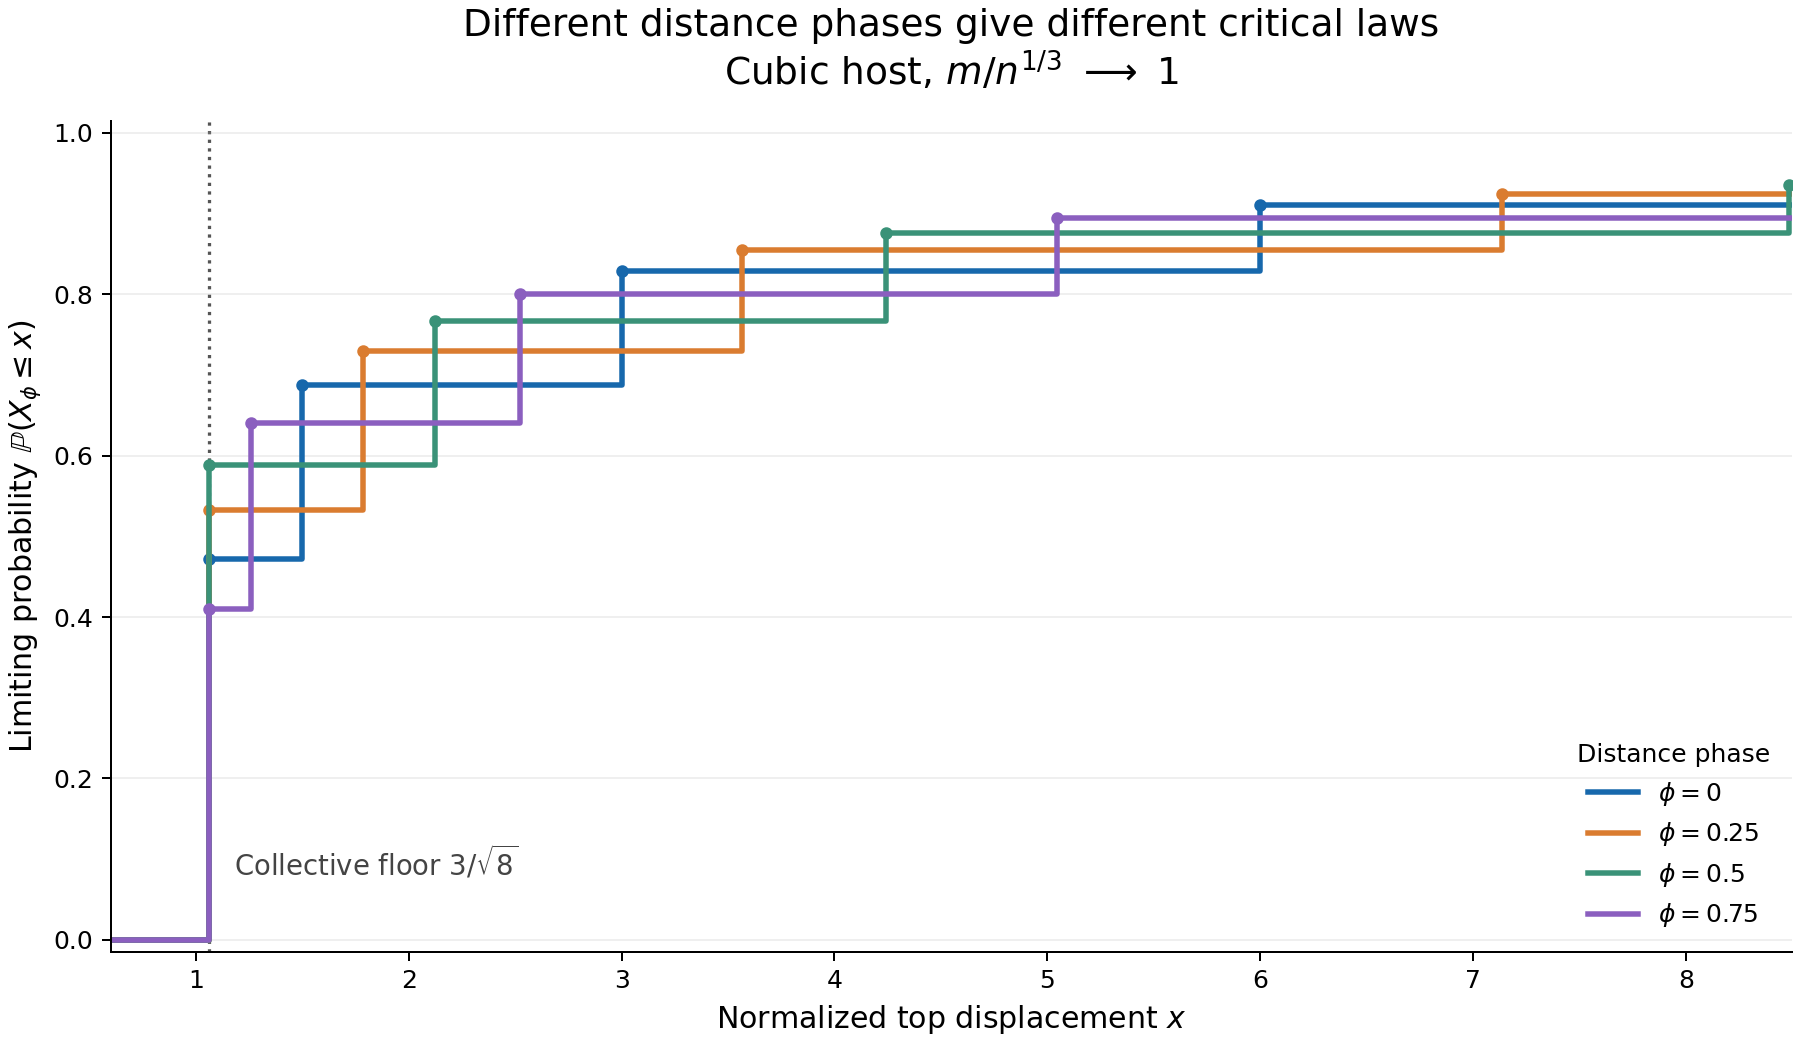 Different distance phases give different critical laws
Cubic host, $m/n^{1/3}$ ⟶ 1
Limiting probability ℙ($X_\phi$ ≤ x)
1.0
0.8
0.6
0.4
0.2
0.0
Collective floor 3/√8
Distance phase
ϕ = 0
ϕ = 0.25
ϕ = 0.5
ϕ = 0.75
1 2 3 4 5 6 7 8
Normalized top displacement x